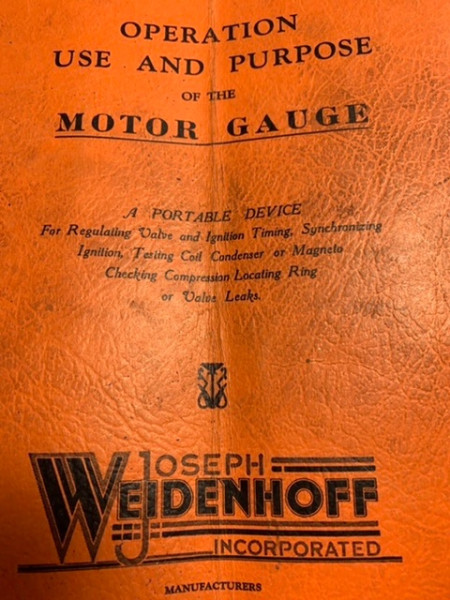 OPERATION
USE AND PURPOSE
OF THE
MOTOR GAUGE
A PORTABLE DEVICE
For Regulating Valve and Ignition Timing, Synchronizing
Ignition, Testing Coil Condenser or Magneto
Checking Compression Locating Ring
or Valve Leaks.
JOSEPH
WEIDENHOFF
INCORPORATED
MANUFACTURERS